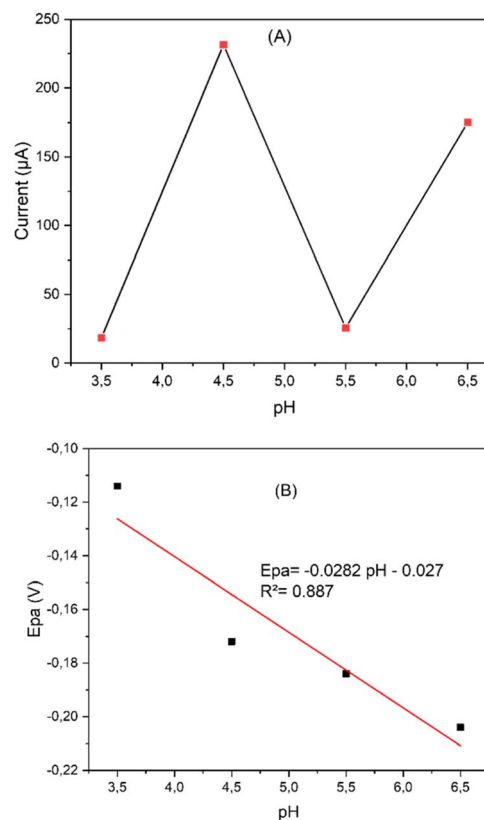 (A)
250
200
150
100
50
0
Current (µA)
3,5 4,0 4,5 5,0 5,5 6,0 6,5
pH
-0,10
(B)
-0,12
-0,14
Epa= -0.0282 pH - 0.027
R²= 0.887
-0,16
-0,18
-0,20
-0,22
Epa (V)
3,5 4,0 4,5 5,0 5,5 6,0 6,5
pH